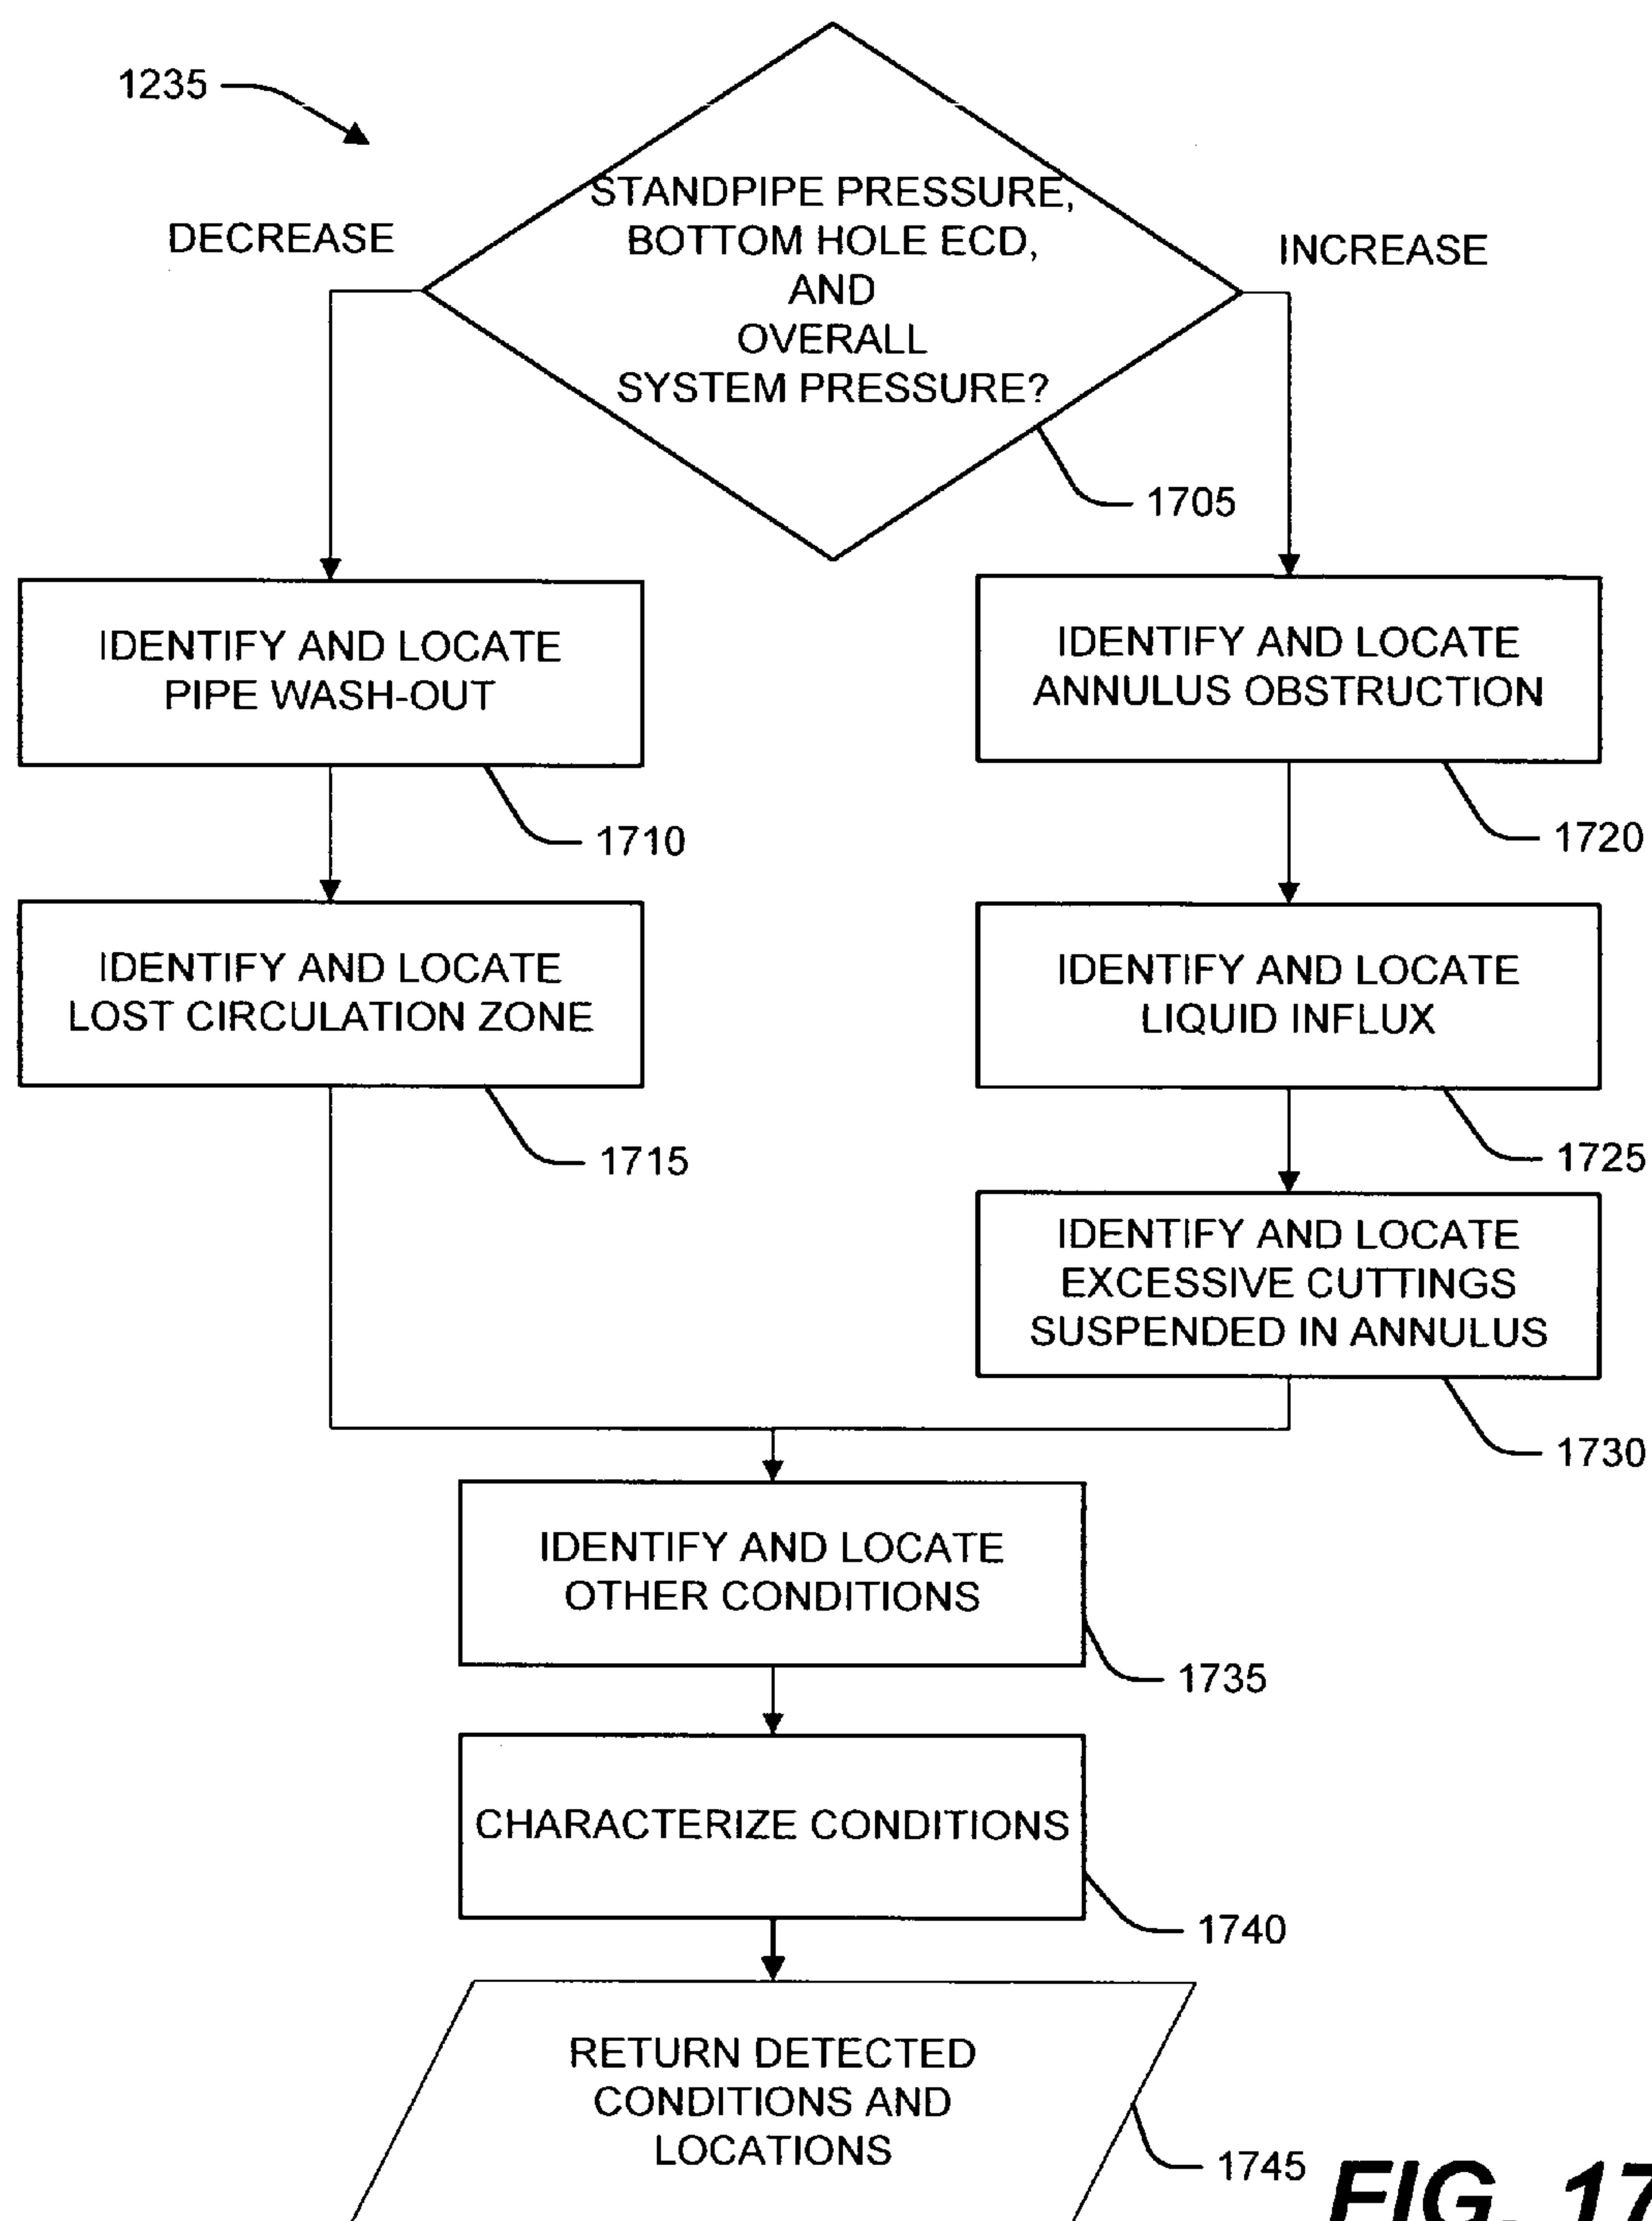 1235
STANDPIPE PRESSURE,
BOTTOM HOLE ECD,
AND
OVERALL
SYSTEM PRESSURE?
DECREASE
INCREASE
1705
IDENTIFY AND LOCATE
PIPE WASH-OUT
1710
IDENTIFY AND LOCATE
ANNULUS OBSTRUCTION
1720
IDENTIFY AND LOCATE
LOST CIRCULATION ZONE
1715
IDENTIFY AND LOCATE
LIQUID INFLUX
1725
IDENTIFY AND LOCATE
EXCESSIVE CUTTINGS
SUSPENDED IN ANNULUS
1730
IDENTIFY AND LOCATE
OTHER CONDITIONS
1735
CHARACTERIZE CONDITIONS
1740
RETURN DETECTED
CONDITIONS AND
LOCATIONS
1745
FIG. 17